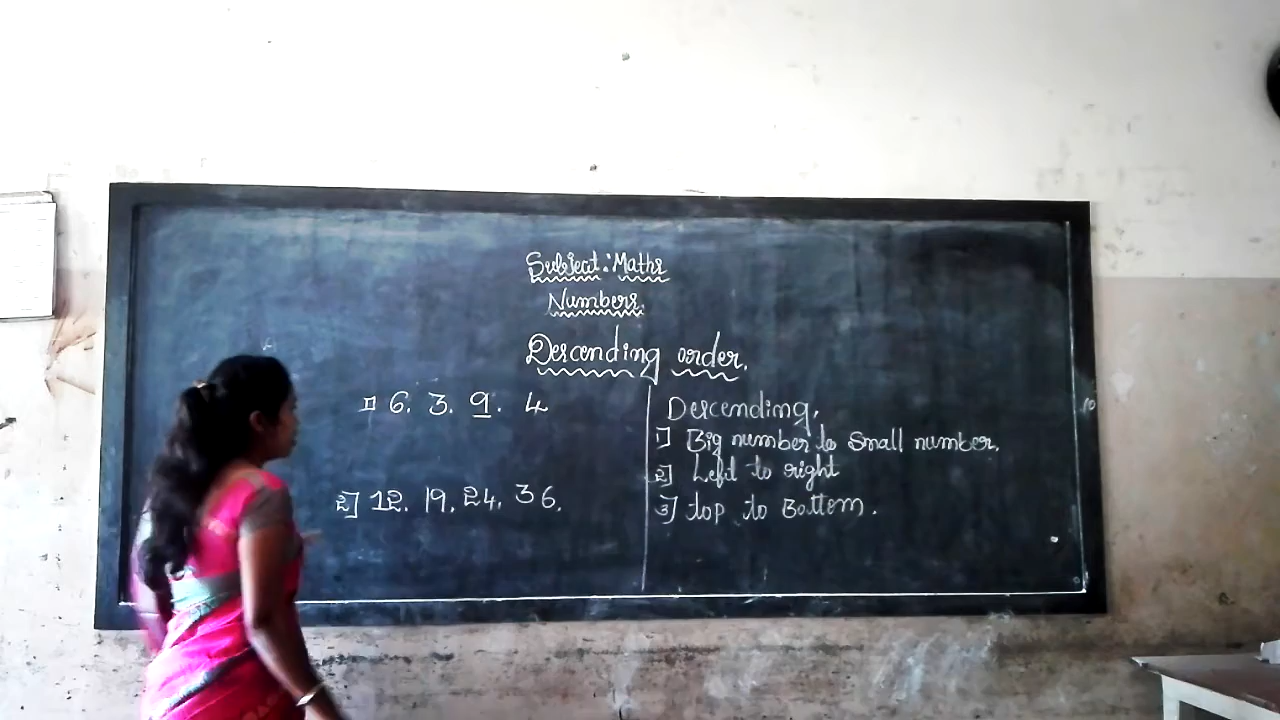 Subject: Maths
Numbers.
Descending order.
1] 6. 3. 9. 4
2] 12. 19. 24. 36.
Descending.
1] Big number to Small number.
2] Left to right
3] top to Bottom.